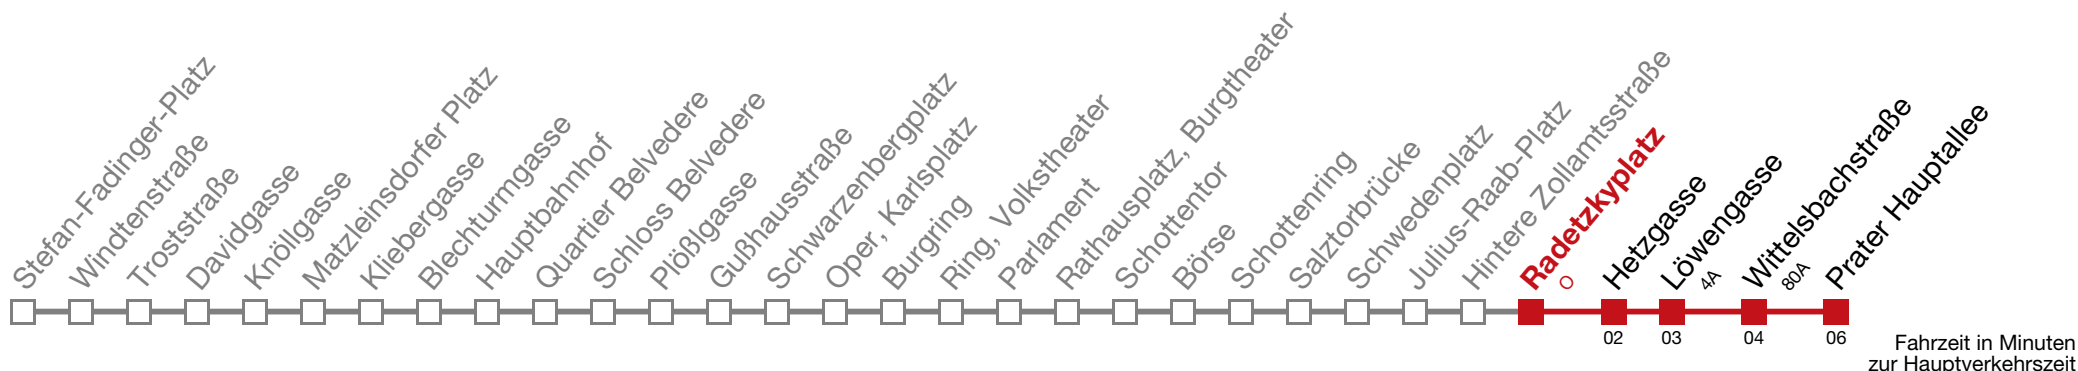 Stefan-Fadinger-Platz
Windtenstraße
Troststraße
Davidgasse
Knöllgasse
Matzleinsdorfer Platz
Kliebergasse
Blechturmgasse
Hauptbahnhof
Quartier Belvedere
Schloss Belvedere
Plößlgasse
Gußhausstraße
Schwarzenbergplatz
Oper, Karlsplatz
Burgring
Ring, Volkstheater
Parlament
Rathausplatz, Burgtheater
Schottentor
Börse
Schottenring
Salztorbrücke
Schwedenplatz
Julius-Raab-Platz
Hintere Zollamtsstraße
Radetzkyplatz
O
Hetzgasse
Löwengasse
4A
Wittelsbachstraße
80A
Prater Hauptallee
02
03
04
06
Fahrzeit in Minuten
zur Hauptverkehrszeit